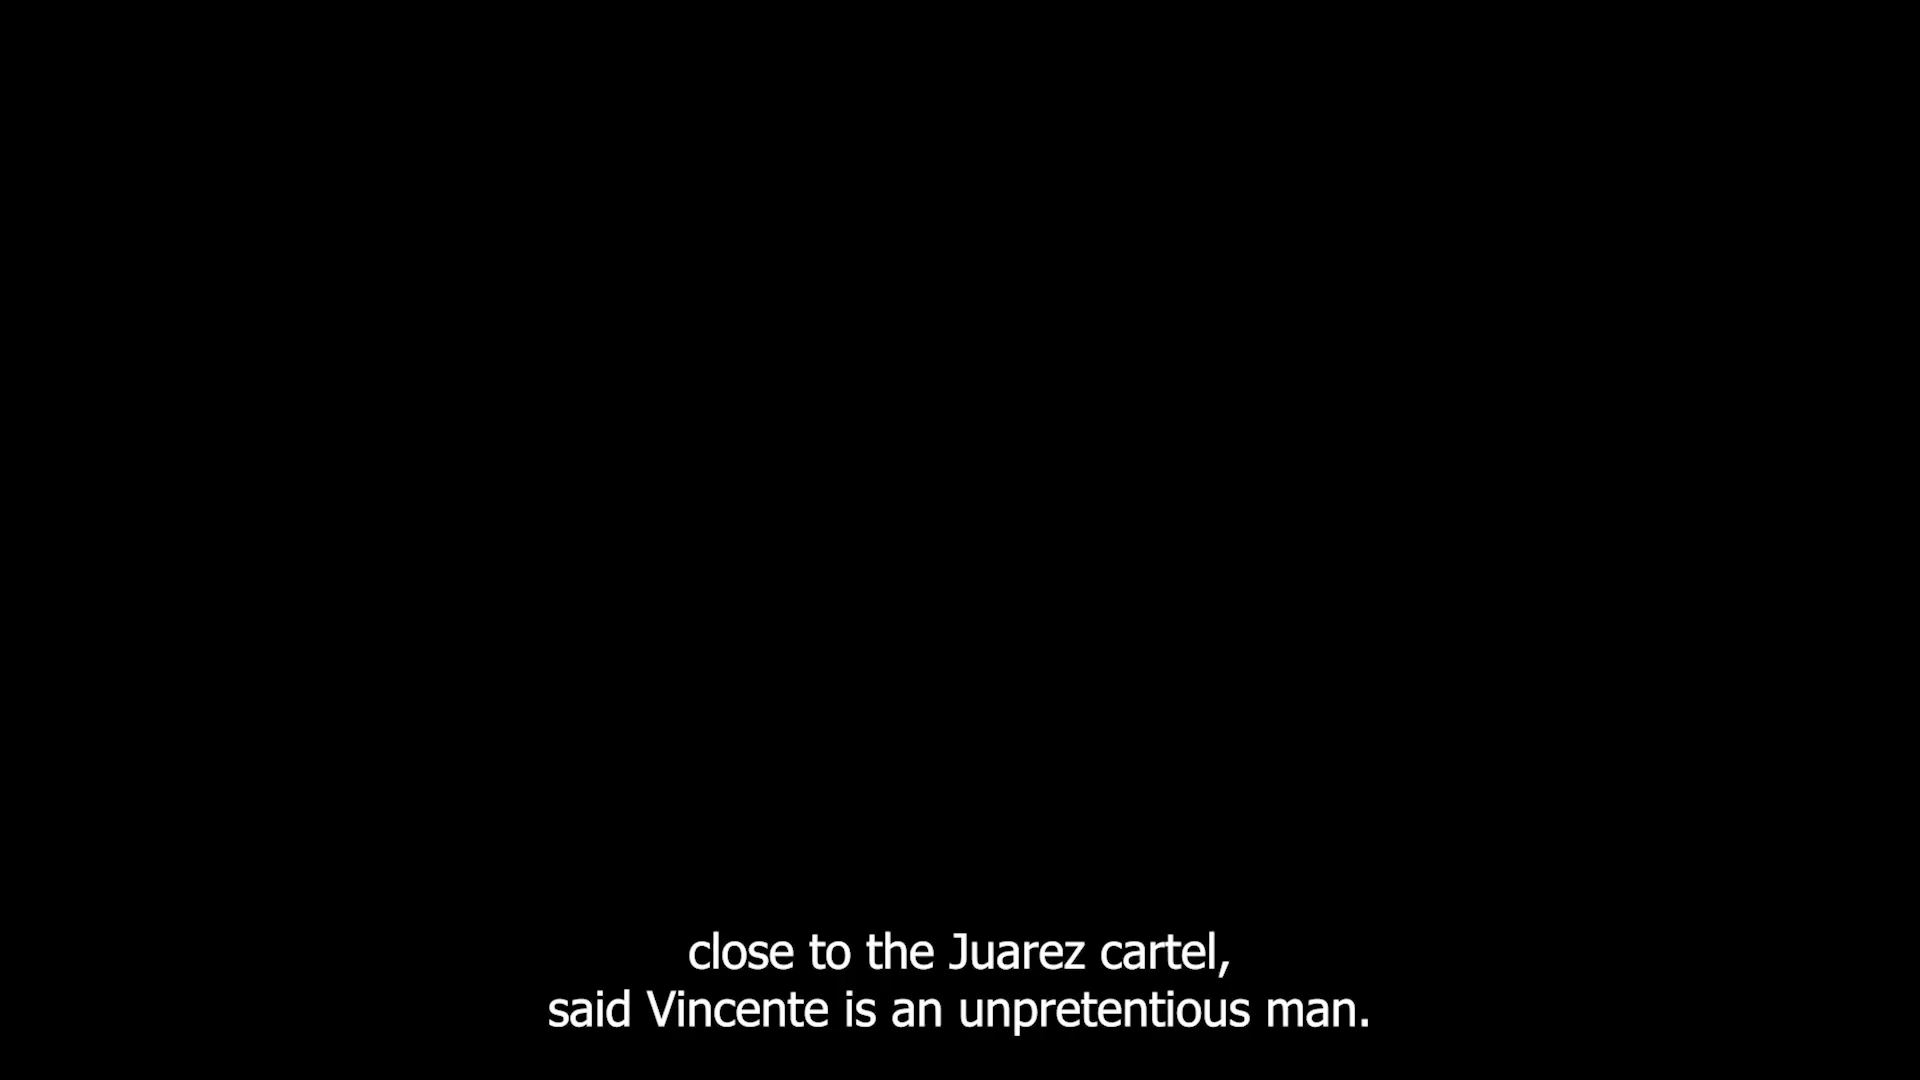 close to the Juarez cartel,
said Vincente is an unpretentious man.